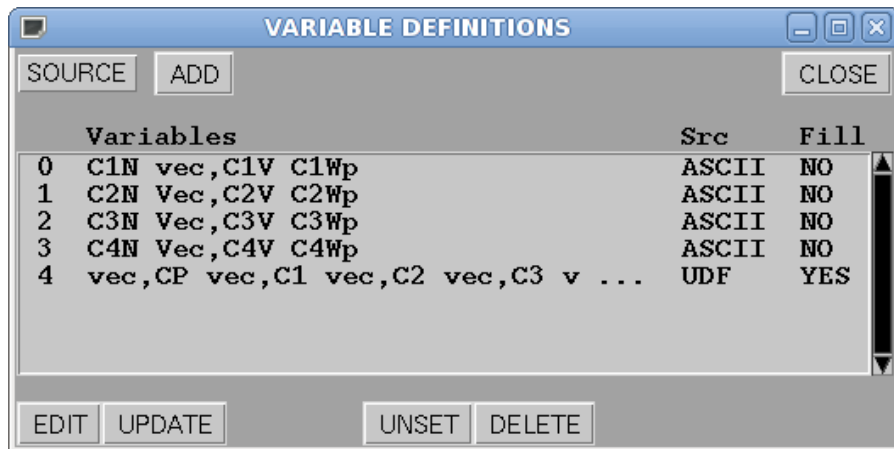 VARIABLE DEFINITIONS
SOURCE ADD CLOSE
Variables Src Fill
0 C1N vec,C1V C1Wp ASCII NO
1 C2N Vec,C2V C2Wp ASCII NO
2 C3N Vec,C3V C3Wp ASCII NO
3 C4N Vec,C4V C4Wp ASCII NO
4 vec,CP vec,C1 vec,C2 vec,C3 v ... UDF YES
EDIT UPDATE UNSET DELETE